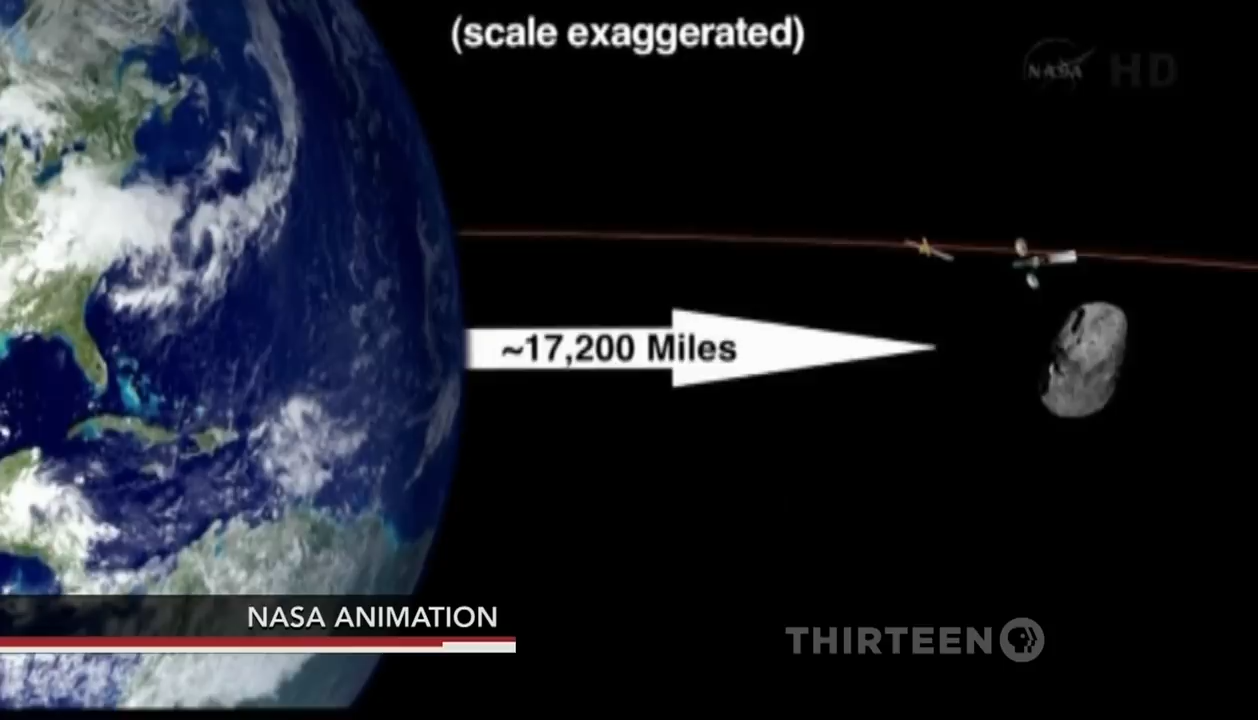 (scale exaggerated)
NASA HD
~17,200 Miles
NASA ANIMATION
THIRTEEN